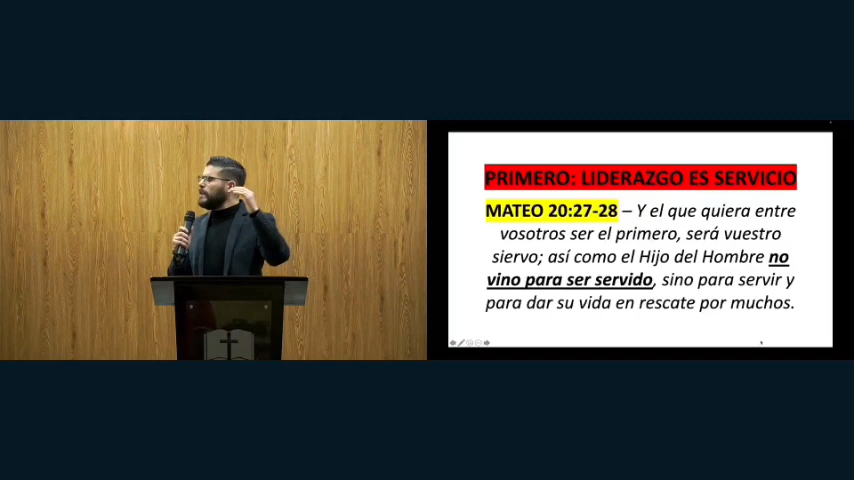 PRIMERO: LIDERAZGO ES SERVICIO
MATEO 20:27-28 – Y el que quiera entre
vosotros ser el primero, será vuestro
siervo; así como el Hijo del Hombre no
vino para ser servido, sino para servir y
para dar su vida en rescate por muchos.